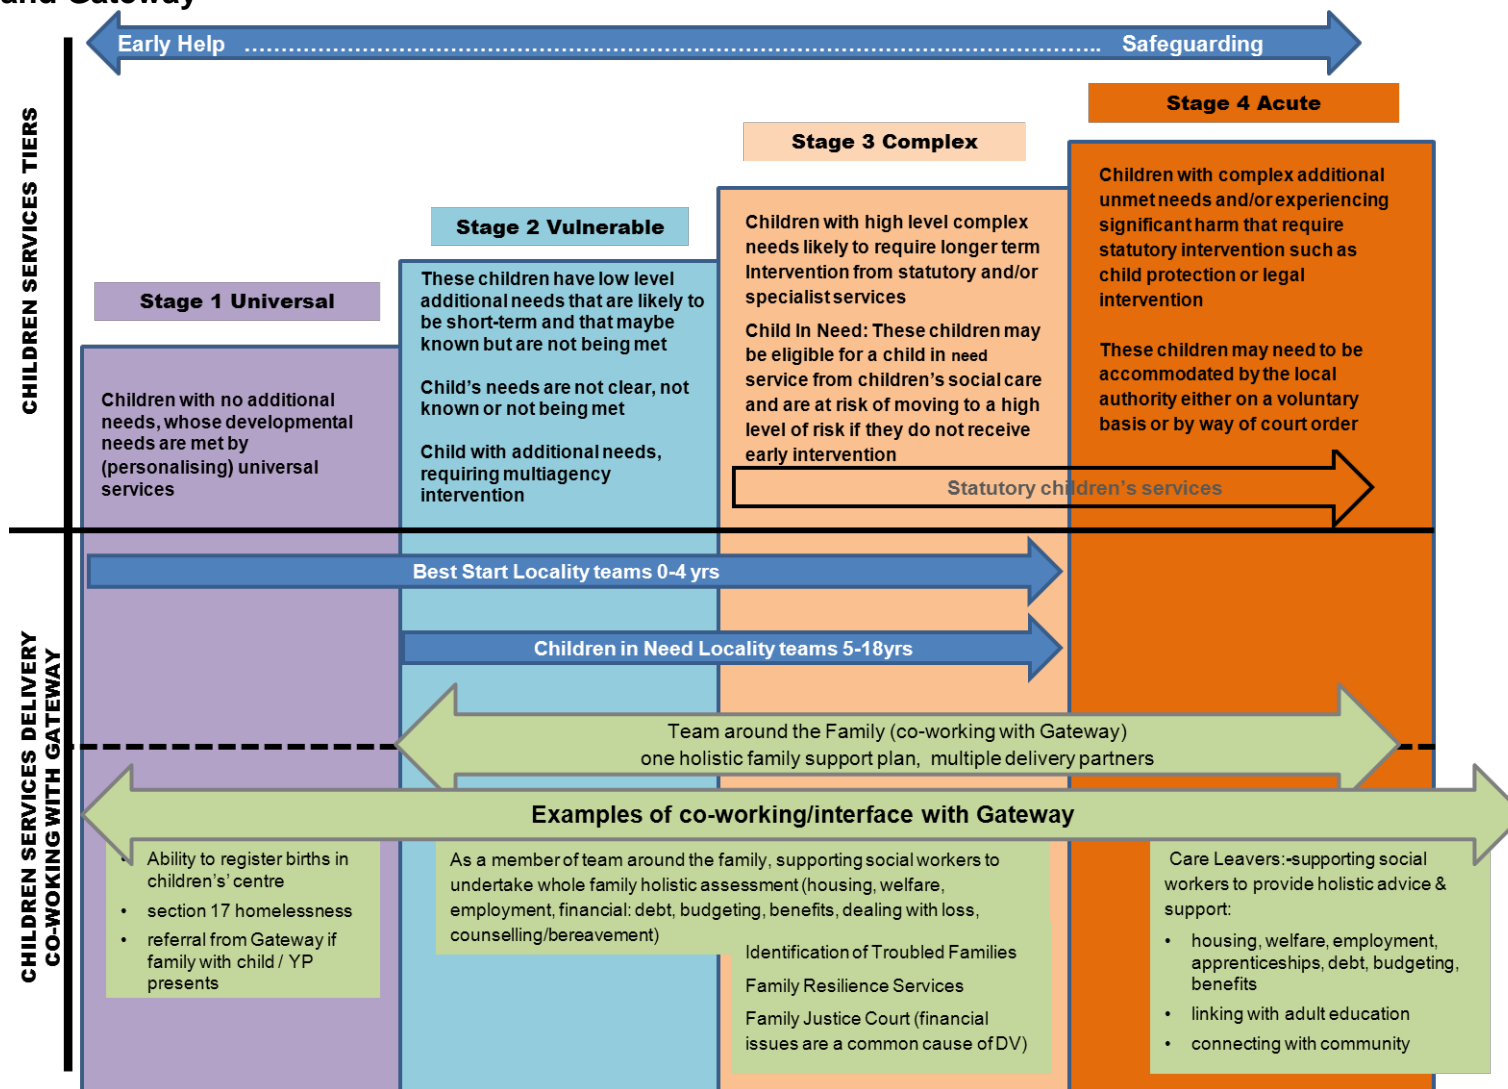 and Gateway
Early Help ................................................................................................ Safeguarding
CHILDREN SERVICES TIERS
Stage 1 Universal
Children with no additional
needs, whose developmental
needs are met by
(personalising) universal
services
Stage 2 Vulnerable
These children have low level
additional needs that are likely to
be short-term and that maybe
known but are not being met
Child's needs are not clear, not
known or not being met
Child with additional needs,
requiring multiagency
intervention
Stage 3 Complex
Children with high level complex
needs likely to require longer term
Intervention from statutory and/or
specialist services
Child In Need: These children may
be eligible for a child in need
service from children's social care
and are at risk of moving to a high
level of risk if they do not receive
early intervention
Stage 4 Acute
Children with complex additional
unmet needs and/or experiencing
significant harm that require
statutory intervention such as
child protection or legal
intervention
These children may need to be
accommodated by the local
authority either on a voluntary
basis or by way of court order
Statutory children's services
CHILDREN SERVICES DELIVERY
CO-WOKING WITH GATEWAY
Best Start Locality teams 0-4 yrs
Children in Need Locality teams 5-18yrs
Team around the Family (co-working with Gateway)
one holistic family support plan, multiple delivery partners
Examples of co-working/interface with Gateway
• Ability to register births in
children's' centre
• section 17 homelessness
• referral from Gateway if
family with child / YP
presents
As a member of team around the family, supporting social workers to
undertake whole family holistic assessment (housing, welfare,
employment, financial: debt, budgeting, benefits, dealing with loss,
counselling/bereavement)
Identification of Troubled Families
Family Resilience Services
Family Justice Court (financial
issues are a common cause of DV)
Care Leavers:-supporting social
workers to provide holistic advice &
support:
• housing, welfare, employment,
apprenticeships, debt, budgeting,
benefits
• linking with adult education
• connecting with community